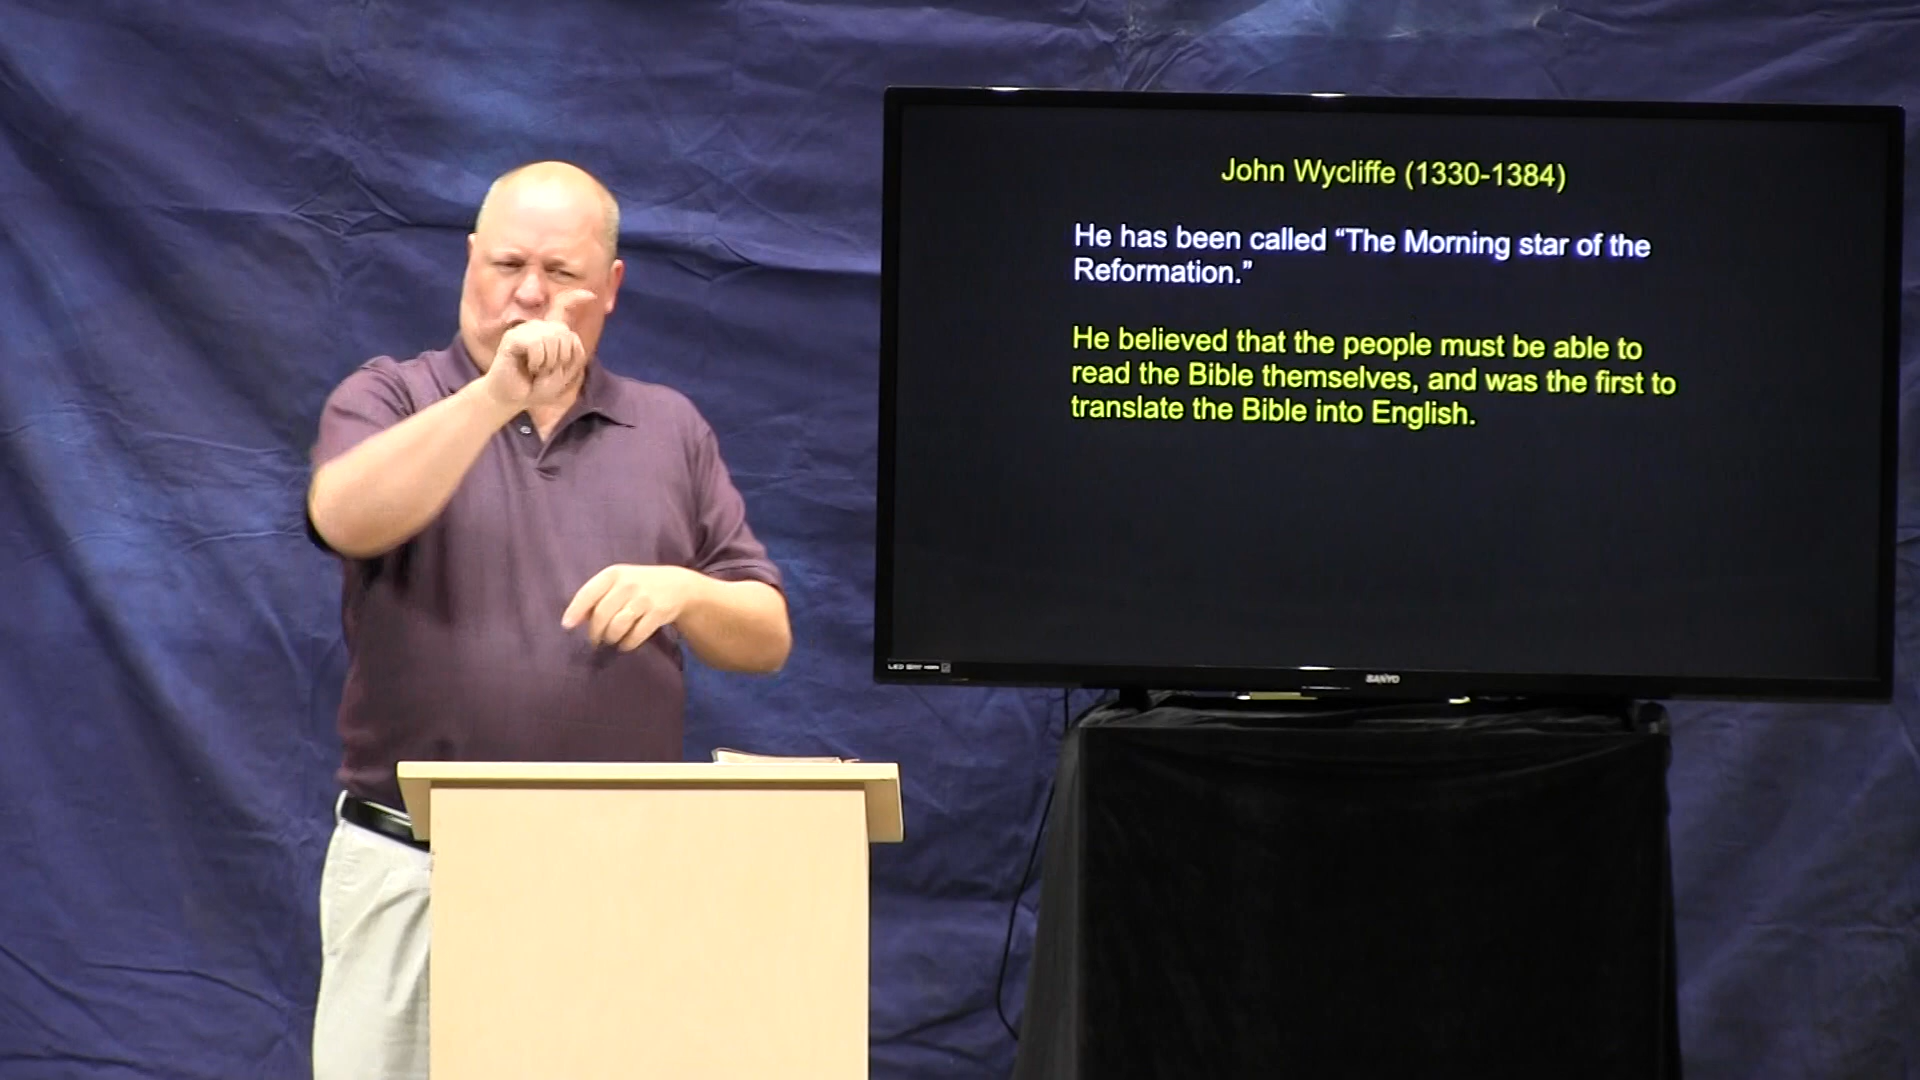 John Wycliffe (1330-1384)
He has been called “The Morning star of the
Reformation.”
He believed that the people must be able to
read the Bible themselves, and was the first to
translate the Bible into English.
SANYO